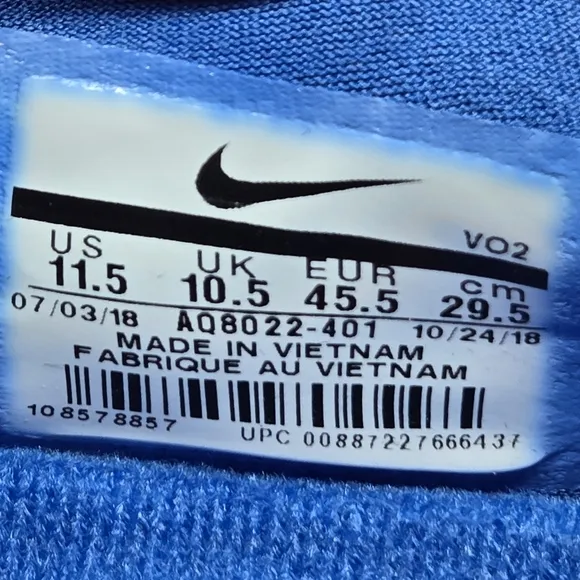 VO2
US UK EUR cm
11.5 10.5 45.5 29.5
07/03/18 AQ8022-401 10/24/18
MADE IN VIETNAM
FABRIQUE AU VIETNAM
108578857
UPC 00887227666437